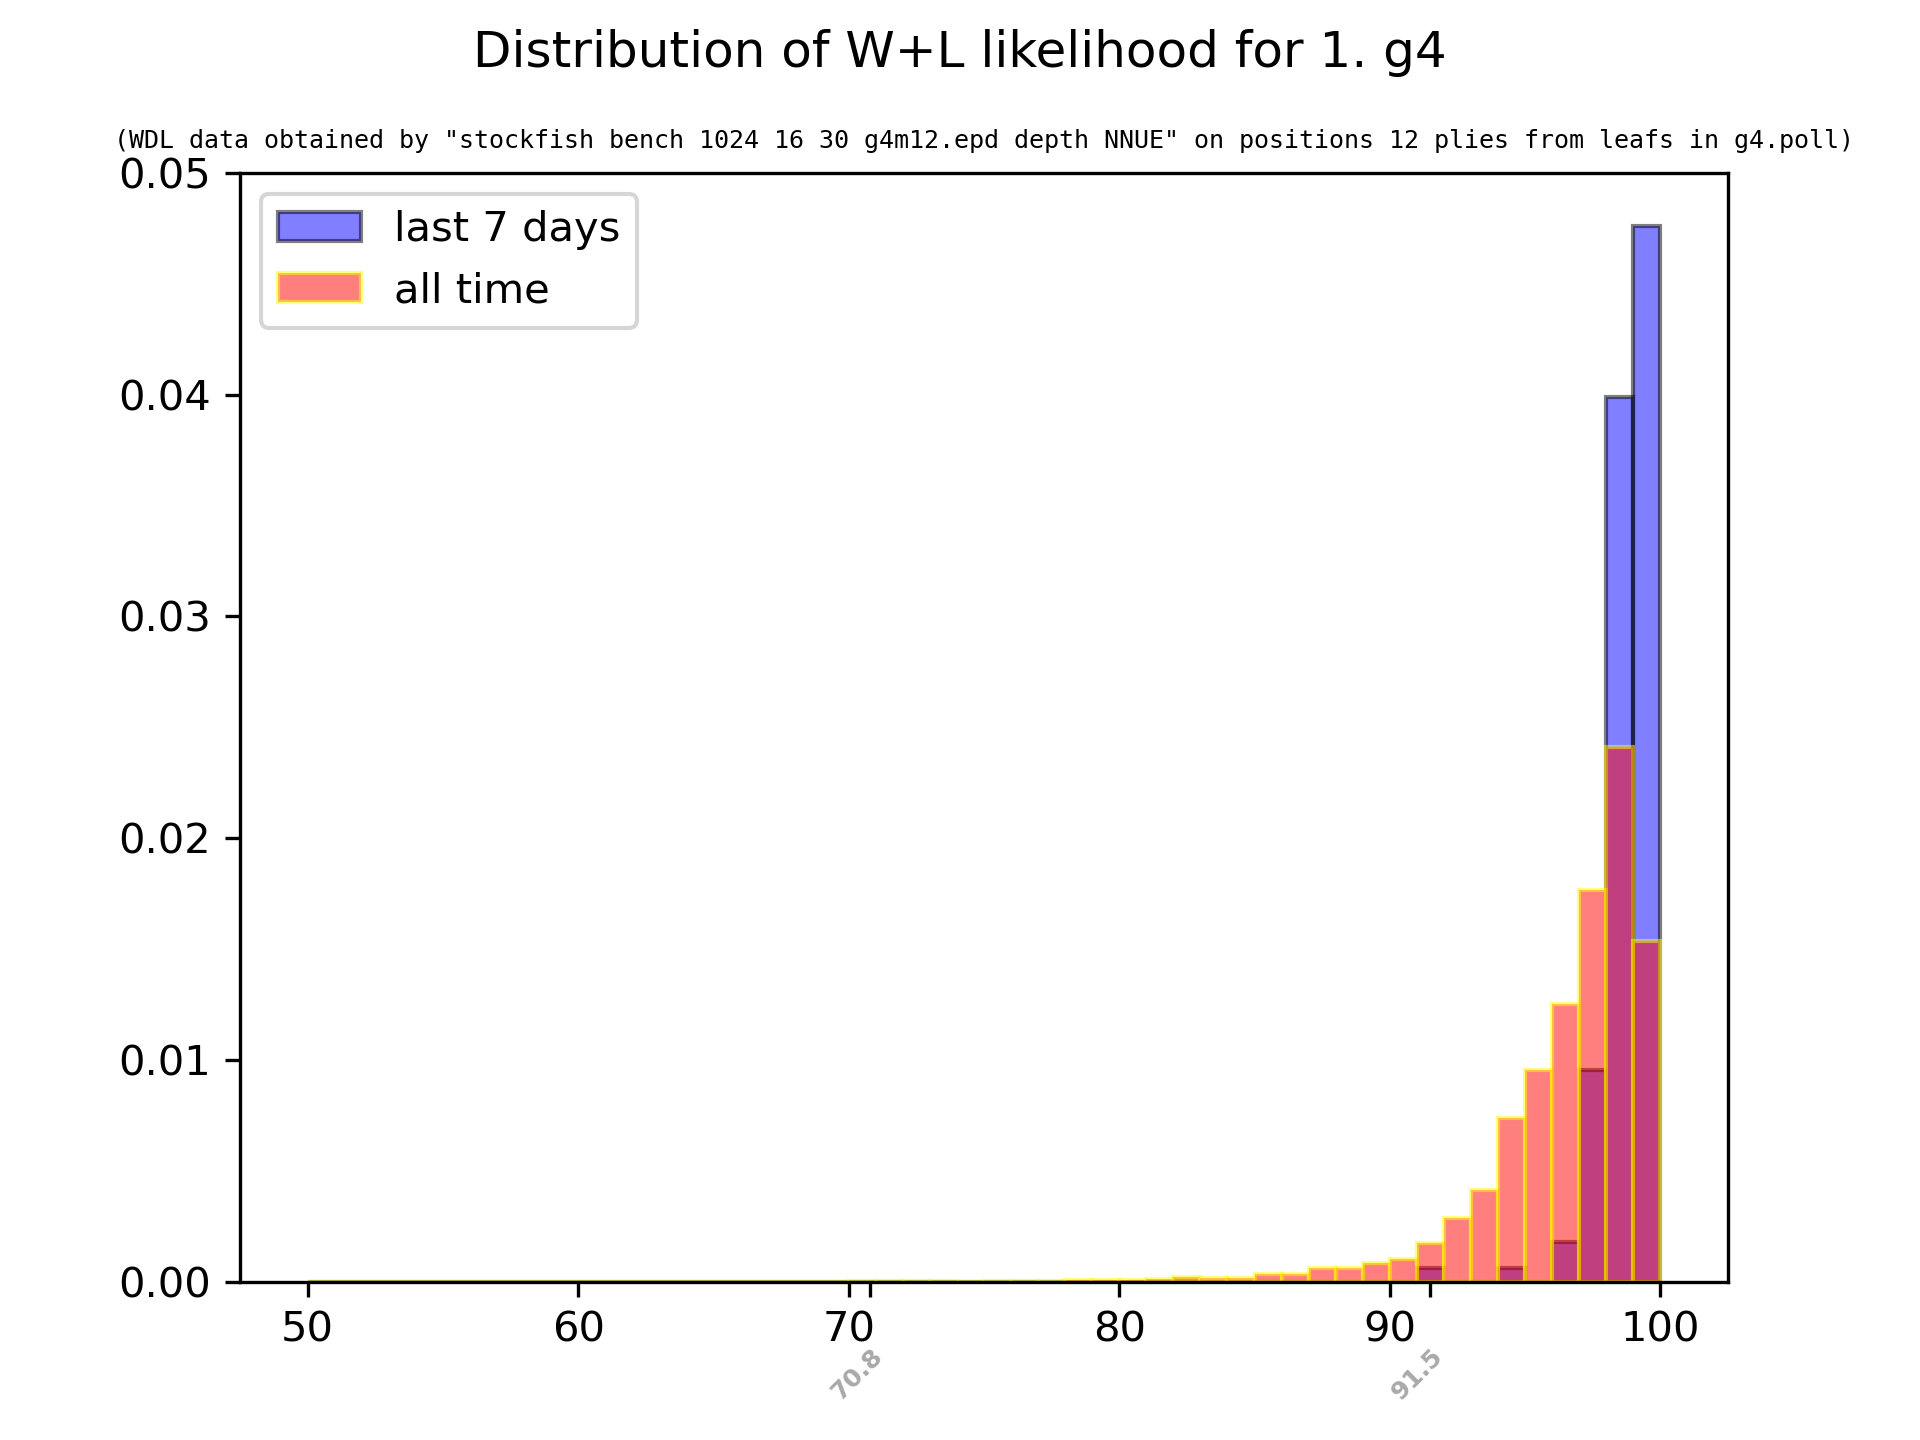 Distribution of W+L likelihood for 1. g4
(WDL data obtained by "stockfish bench 1024 16 30 g4m12.epd depth NNUE" on positions 12 plies from leafs in g4.poll)
0.05
last 7 days
all time
0.04
0.03
0.02
0.01
0.00
50 60 70 80 90 100
70.8 91.5